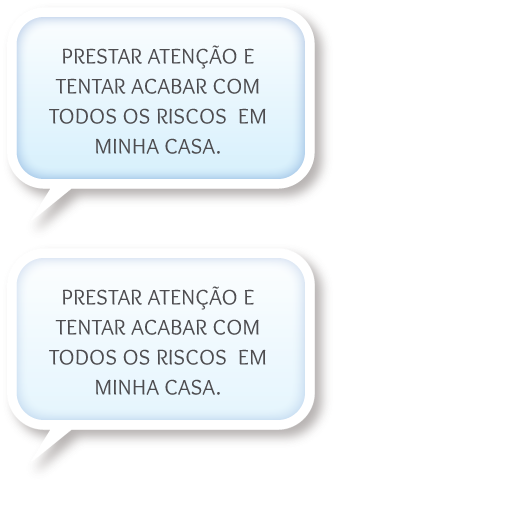 PRESTAR ATENÇÃO E
TENTAR ACABAR COM
TODOS OS RISCOS  EM
MINHA CASA.
PRESTAR ATENÇÃO E
TENTAR ACABAR COM
TODOS OS RISCOS  EM
MINHA CASA.